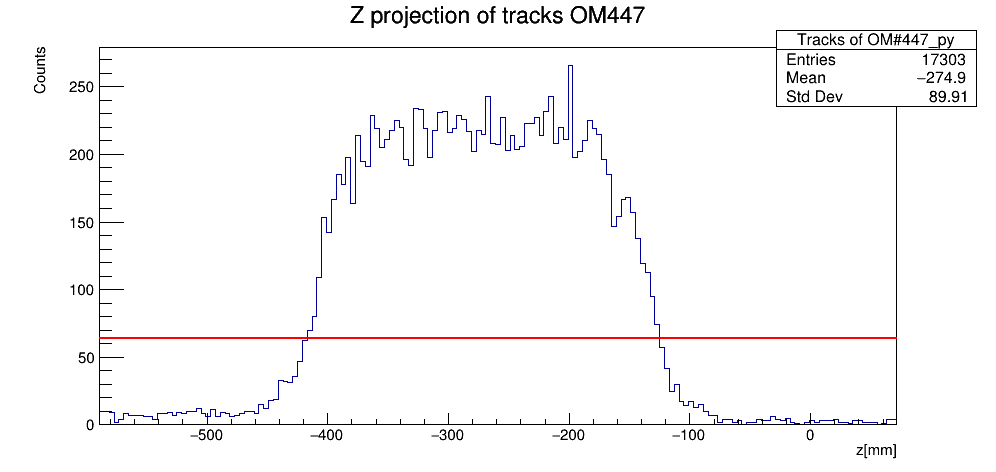 Z projection of tracks OM447
Tracks of OM#447_py
Entries 17303
Mean −274.9
Std Dev 89.91
Counts
250
200
150
100
50
0
−500 −400 −300 −200 −100 0
z[mm]